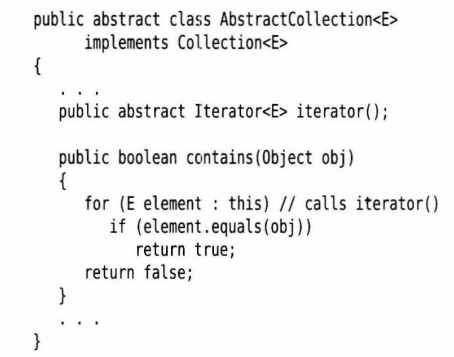 public abstract class AbstractCollection<E>
      implements Collection<E>
{
   . . .
   public abstract Iterator<E> iterator();

   public boolean contains(Object obj)
   {
      for (E element : this) // calls iterator()
         if (element.equals(obj))
            return true;
      return false;
   }
   . . .
}